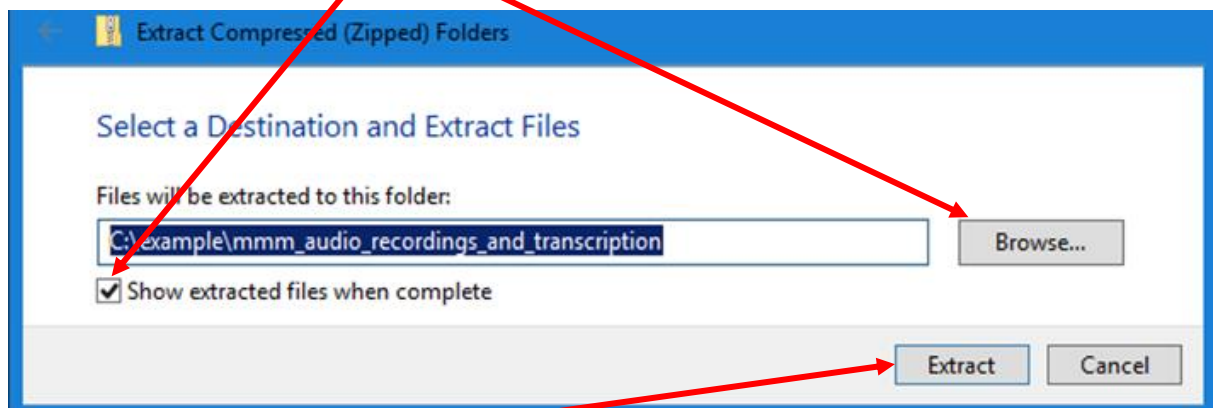 Extract Compressed (Zipped) Folders
Select a Destination and Extract Files
Files will be extracted to this folder:
C:\example\mmm_audio_recordings_and_transcription
Browse...
Show extracted files when complete
Extract
Cancel